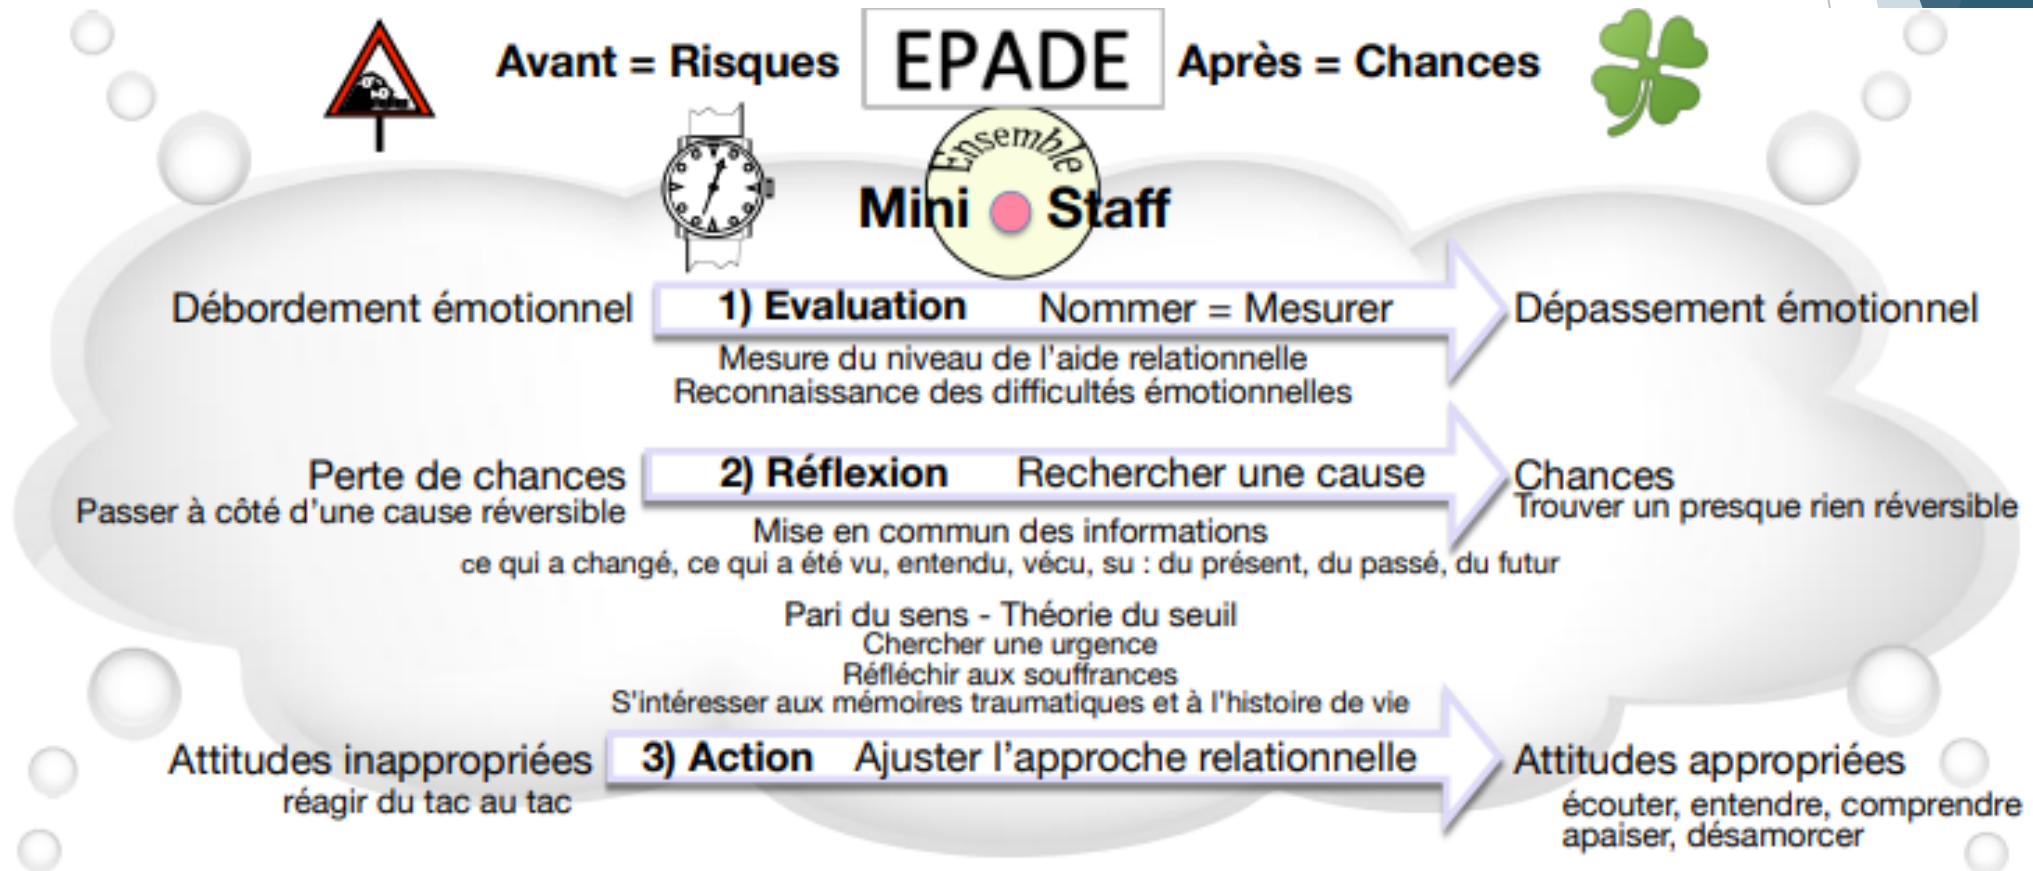 Avant = Risques EPADE Après = Chances
Ensemble
Mini Staff
Débordement émotionnel 1) Evaluation Nommer = Mesurer Dépassement émotionnel
Mesure du niveau de l'aide relationnelle
Reconnaissance des difficultés émotionnelles
Perte de chances 2) Réflexion Rechercher une cause Chances
Passer à côté d'une cause réversible Trouver un presque rien réversible
Mise en commun des informations
ce qui a changé, ce qui a été vu, entendu, vécu, su : du présent, du passé, du futur
Pari du sens - Théorie du seuil
Chercher une urgence
Réfléchir aux souffrances
S'intéresser aux mémoires traumatiques et à l'histoire de vie
Attitudes inappropriées 3) Action Ajuster l'approche relationnelle Attitudes appropriées
réagir du tac au tac écouter, entendre, comprendre
apaiser, désamorcer